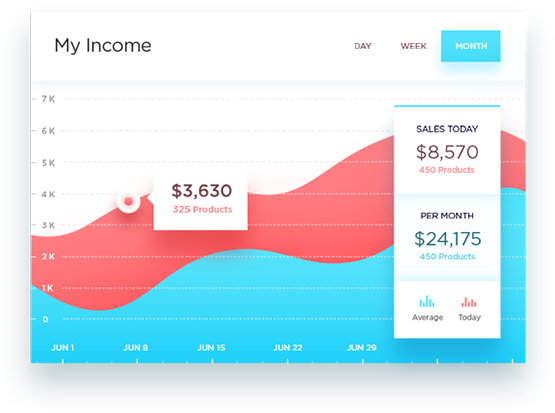 My Income
DAY
WEEK
MONTH
7 K
6 K
5 K
4 K
3 K
2 K
1 K
0
$3,630
325 Products
SALES TODAY
$8,570
450 Products
PER MONTH
$24,175
450 Products
Average
Today
JUN 1
JUN 8
JUN 15
JUN 22
JUN 29